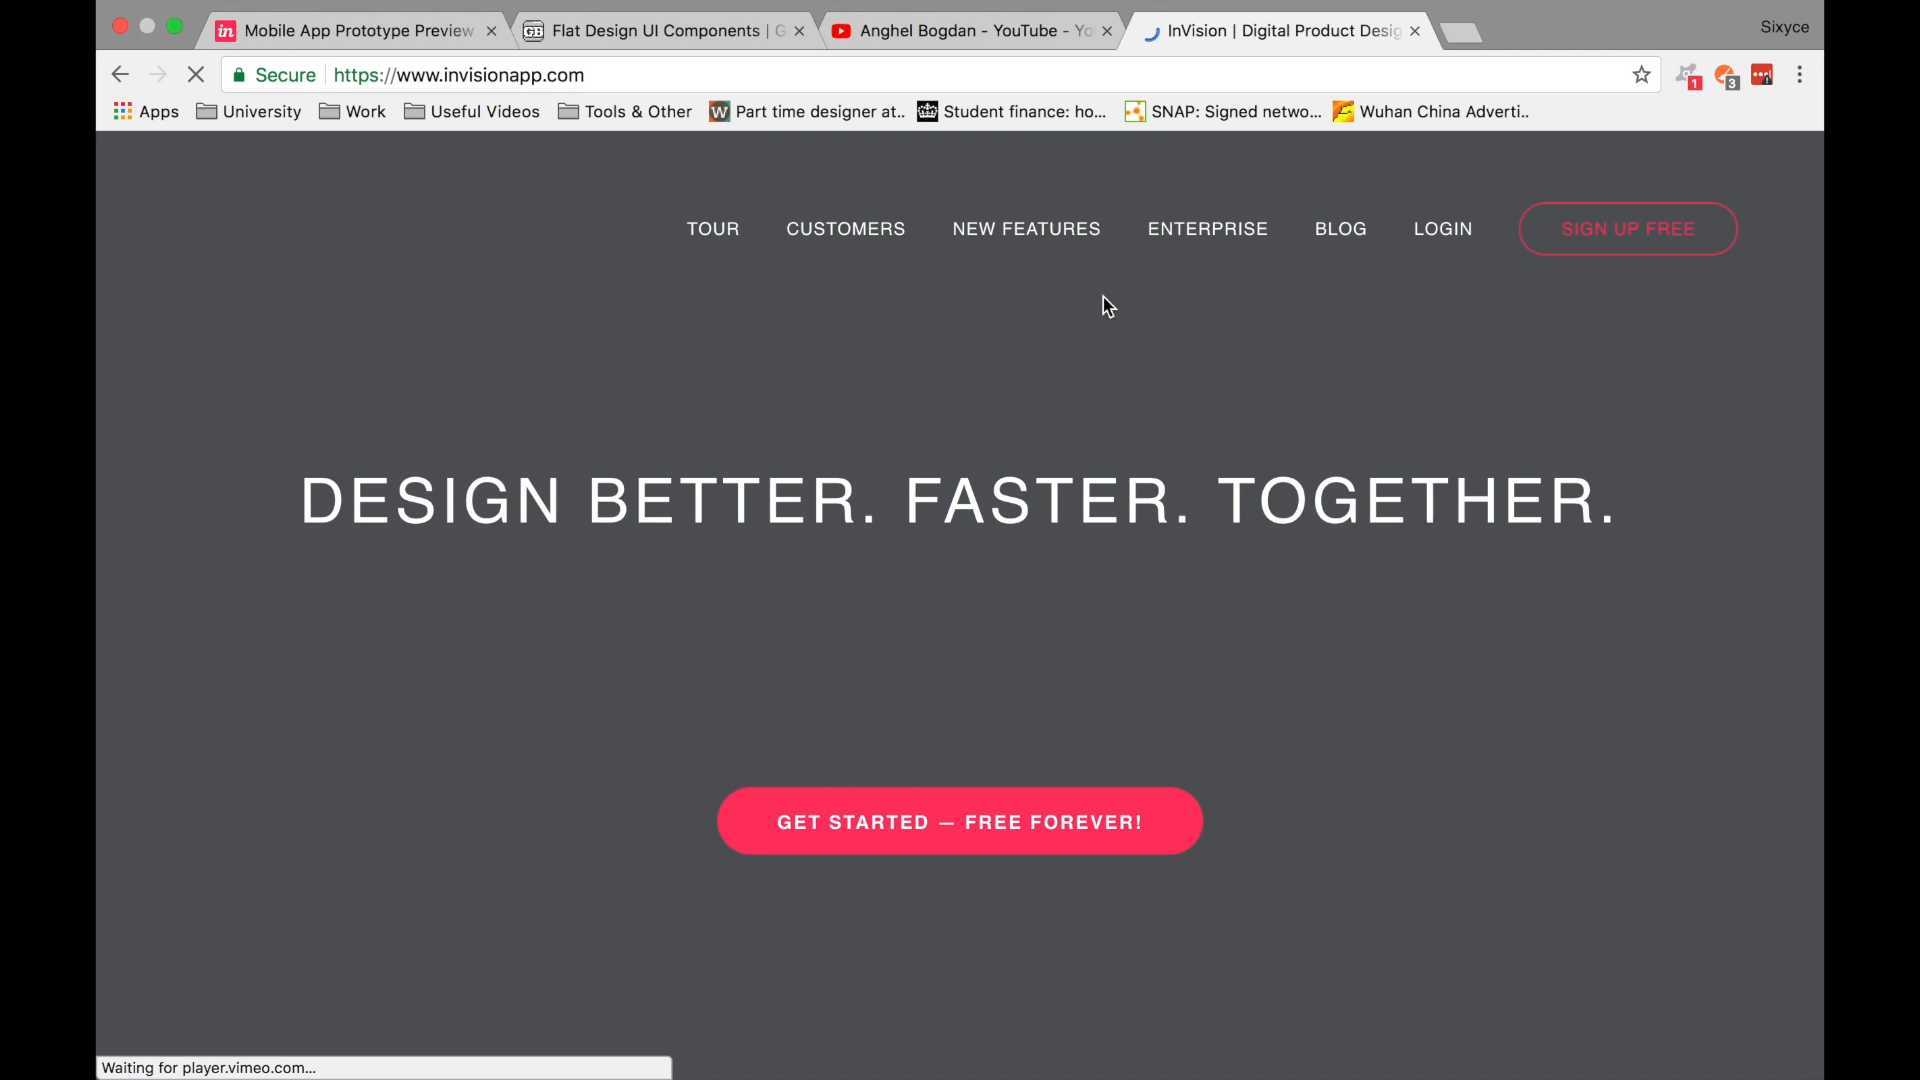 Mobile App Prototype Preview
Flat Design UI Components | G
Anghel Bogdan - YouTube - Yo
InVision | Digital Product Desig
Sixyce
Secure https://www.invisionapp.com
1
3
Apps University Work Useful Videos Tools & Other Part time designer at.. Student finance: ho... SNAP: Signed netwo... Wuhan China Adverti..
TOUR CUSTOMERS NEW FEATURES ENTERPRISE BLOG LOGIN SIGN UP FREE
DESIGN BETTER. FASTER. TOGETHER.
GET STARTED — FREE FOREVER!
Waiting for player.vimeo.com...